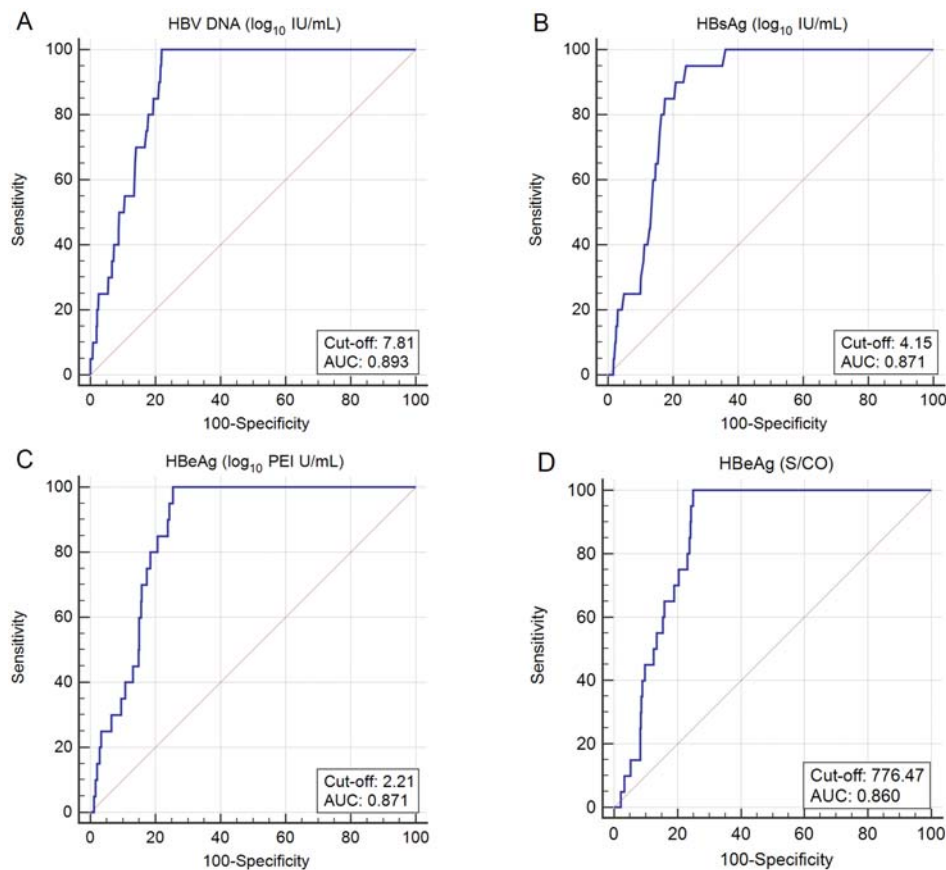 A
HBV DNA (log10 IU/mL)
100
80
60
40
20
0
Sensitivity
Cut-off: 7.81
AUC: 0.893
0 20 40 60 80 100
100-Specificity
B
HBsAg (log10 IU/mL)
100
80
60
40
20
0
Sensitivity
Cut-off: 4.15
AUC: 0.871
0 20 40 60 80 100
100-Specificity
C
HBeAg (log10 PEI U/mL)
100
80
60
40
20
0
Sensitivity
Cut-off: 2.21
AUC: 0.871
0 20 40 60 80 100
100-Specificity
D
HBeAg (S/CO)
100
80
60
40
20
0
Sensitivity
Cut-off: 776.47
AUC: 0.860
0 20 40 60 80 100
100-Specificity